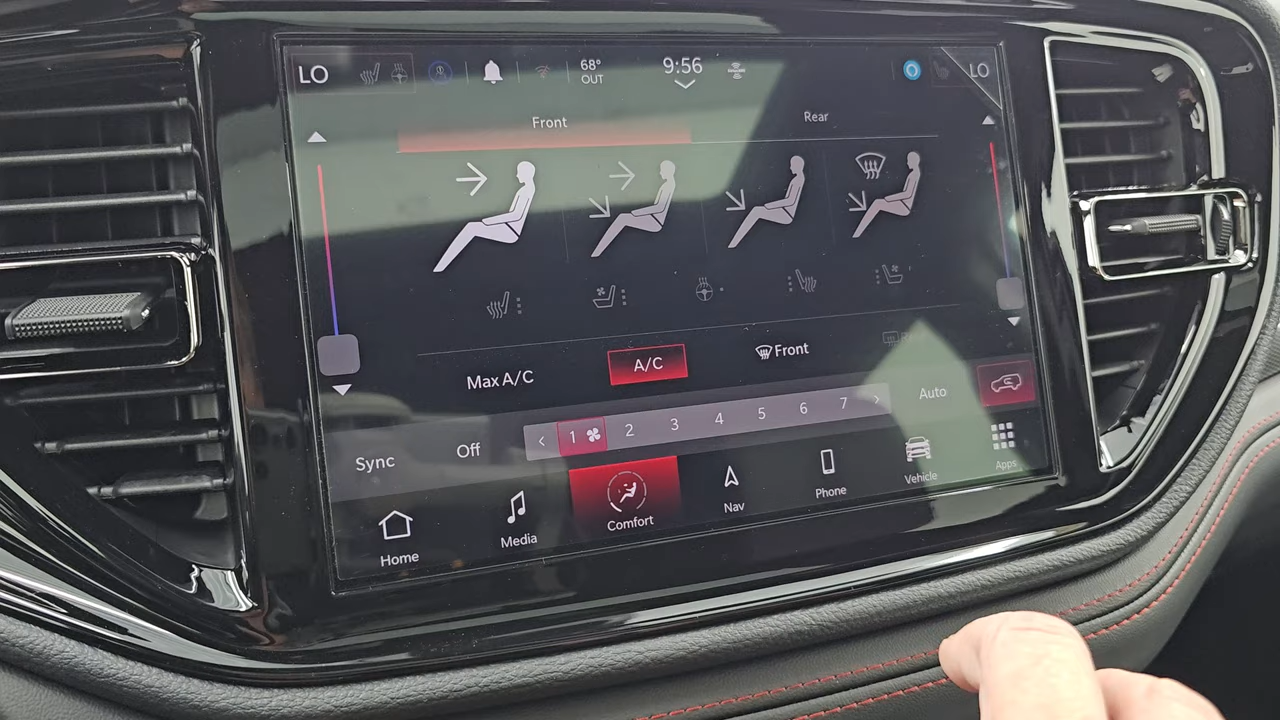 LO 68° 9:56 LO
OUT
Front Rear
Max A/C A/C Front
Sync Off 1 2 3 4 5 6 7 Auto
Home Media Comfort Nav Phone Vehicle Apps